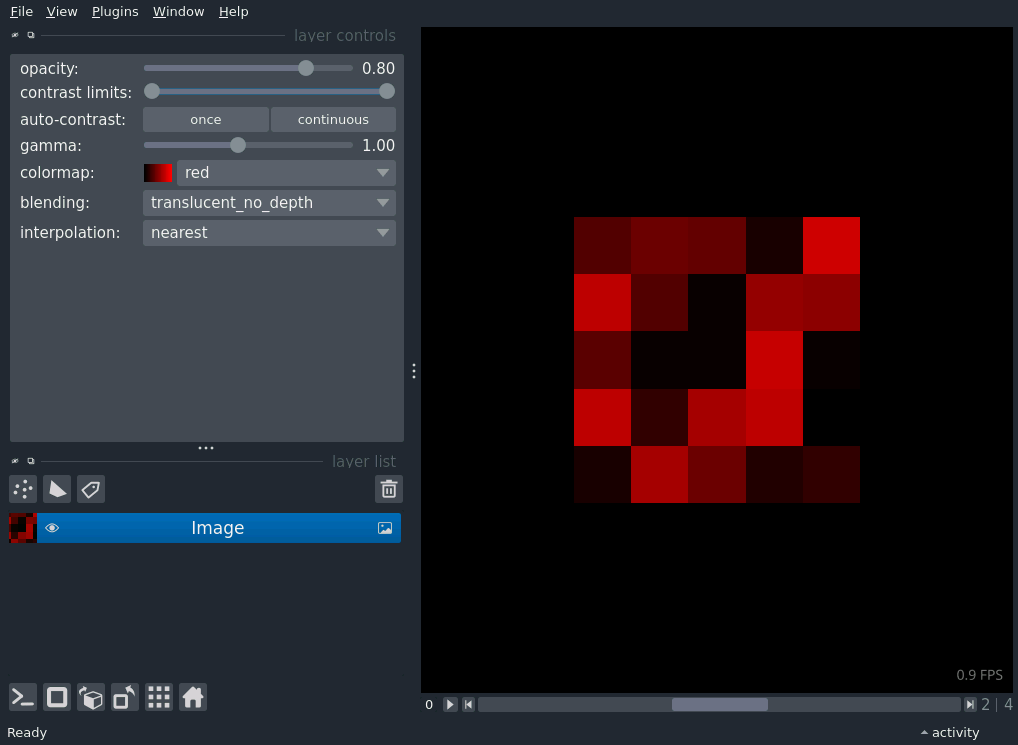 File View Plugins Window Help
layer controls
opacity: 0.80
contrast limits:
auto-contrast: once continuous
gamma: 1.00
colormap: red
blending: translucent_no_depth
interpolation: nearest
layer list
Image
0.9 FPS
0 2 | 4
Ready activity